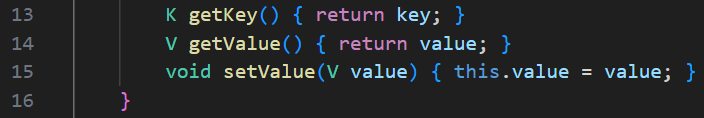 13 K getKey() { return key; }
14 V getValue() { return value; }
15 void setValue(V value) { this.value = value; }
16 }